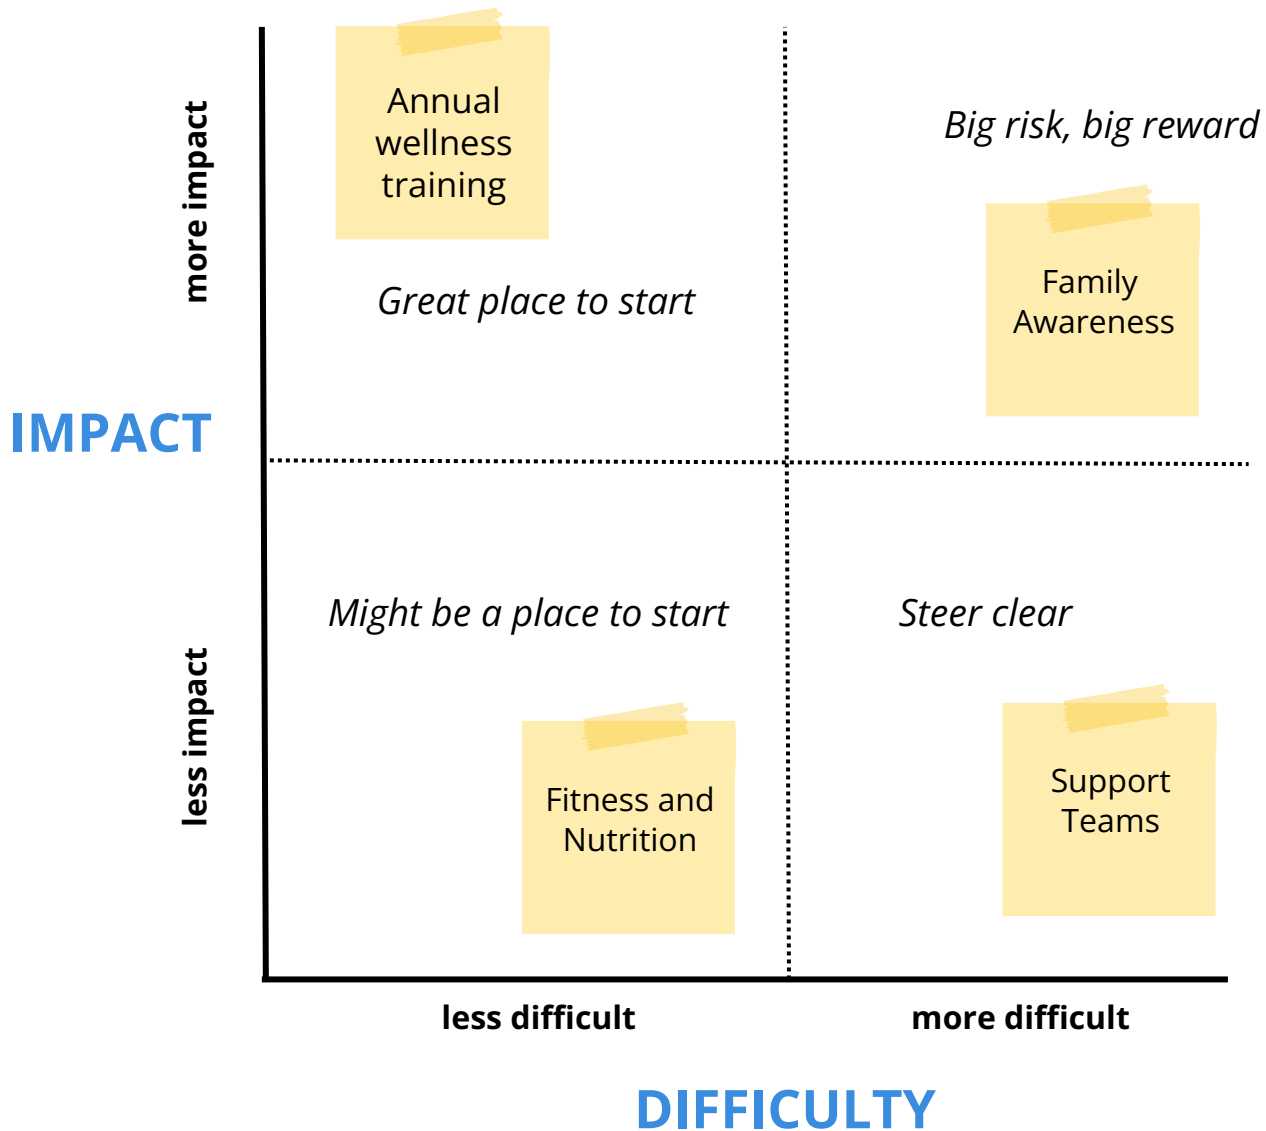 more impact
Annual
wellness
training
Big risk, big reward
Great place to start
Family
Awareness
IMPACT
less impact
Might be a place to start
Steer clear
Fitness and
Nutrition
Support
Teams
less difficult
more difficult
DIFFICULTY